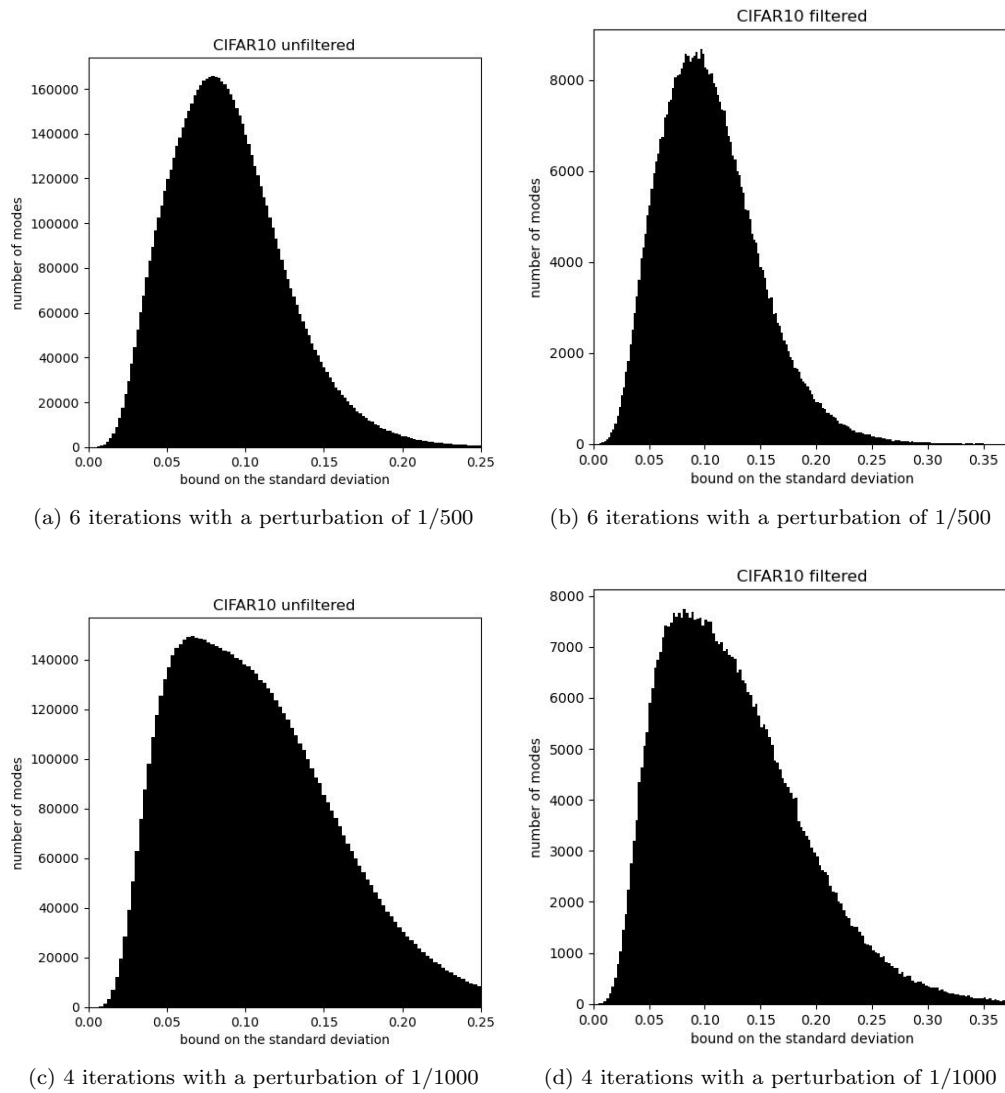 CIFAR10 unfiltered
160000
140000
120000
100000
80000
60000
40000
20000
0
number of modes
0.00 0.05 0.10 0.15 0.20 0.25
bound on the standard deviation
(a) 6 iterations with a perturbation of 1/500
CIFAR10 filtered
8000
6000
4000
2000
0
number of modes
0.00 0.05 0.10 0.15 0.20 0.25 0.30 0.35
bound on the standard deviation
(b) 6 iterations with a perturbation of 1/500
CIFAR10 unfiltered
140000
120000
100000
80000
60000
40000
20000
0
number of modes
0.00 0.05 0.10 0.15 0.20 0.25
bound on the standard deviation
(c) 4 iterations with a perturbation of 1/1000
CIFAR10 filtered
8000
7000
6000
5000
4000
3000
2000
1000
0
number of modes
0.00 0.05 0.10 0.15 0.20 0.25 0.30 0.35
bound on the standard deviation
(d) 4 iterations with a perturbation of 1/1000